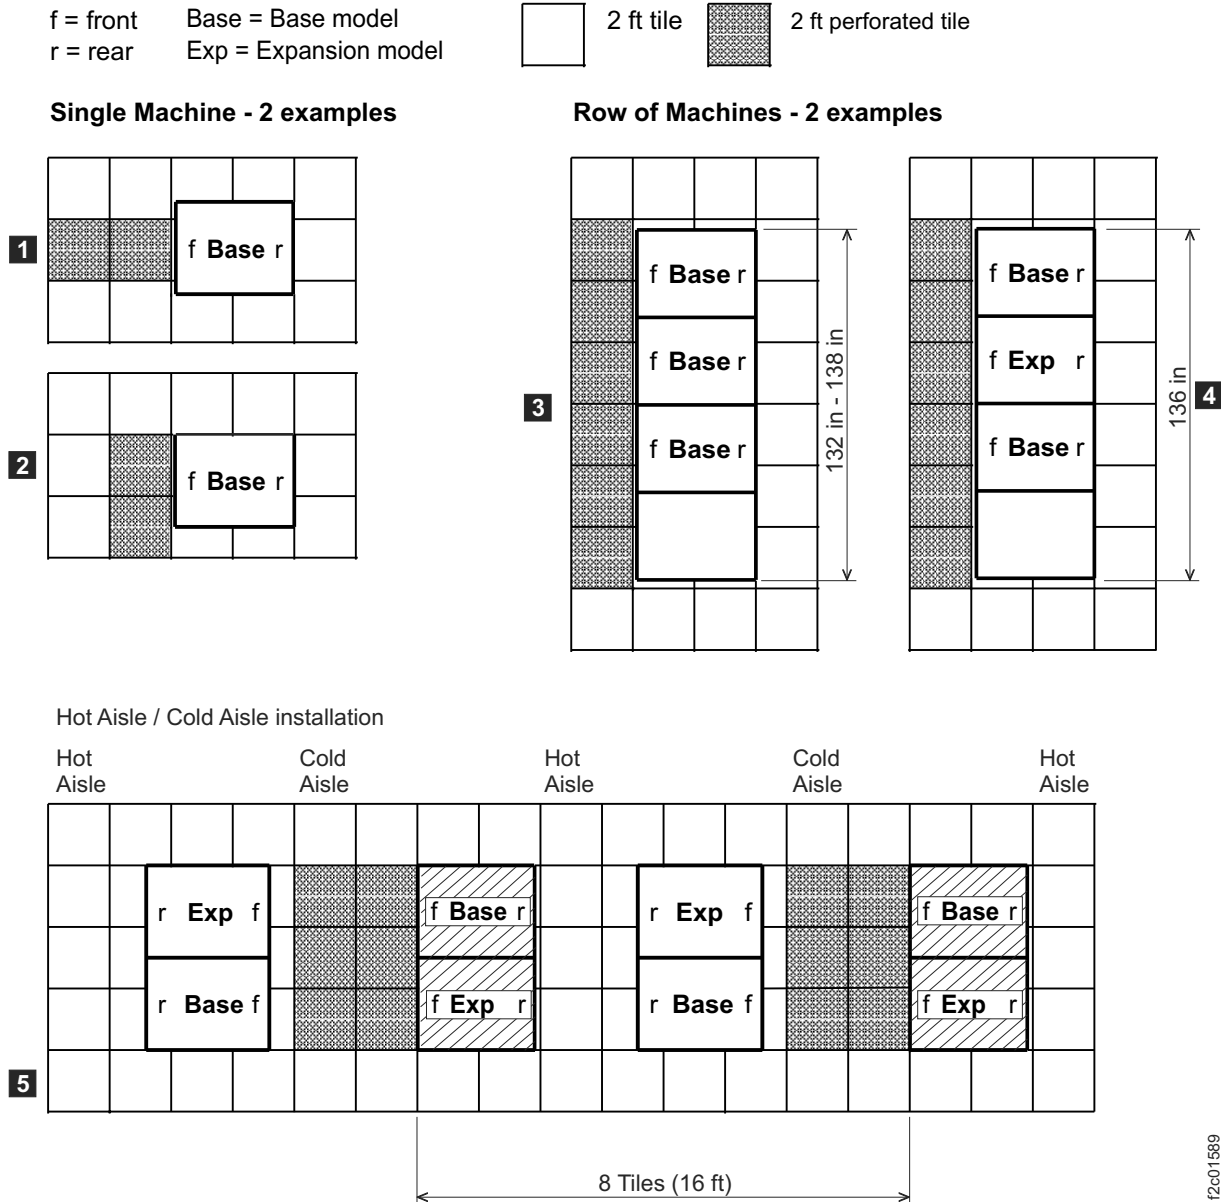 f = front
r = rear
Base = Base model
Exp = Expansion model
2 ft tile
2 ft perforated tile
Single Machine - 2 examples
Row of Machines - 2 examples
1
f Base r
2
f Base r
3
f Base r
f Base r
f Base r
132 in - 138 in
f Base r
f Exp r
f Base r
136 in
4
Hot Aisle / Cold Aisle installation
Hot
Aisle
Cold
Aisle
Hot
Aisle
Cold
Aisle
Hot
Aisle
r Exp f
f Base r
r Exp f
f Base r
r Base f
f Exp r
r Base f
f Exp r
5
8 Tiles (16 ft)
f2c01589